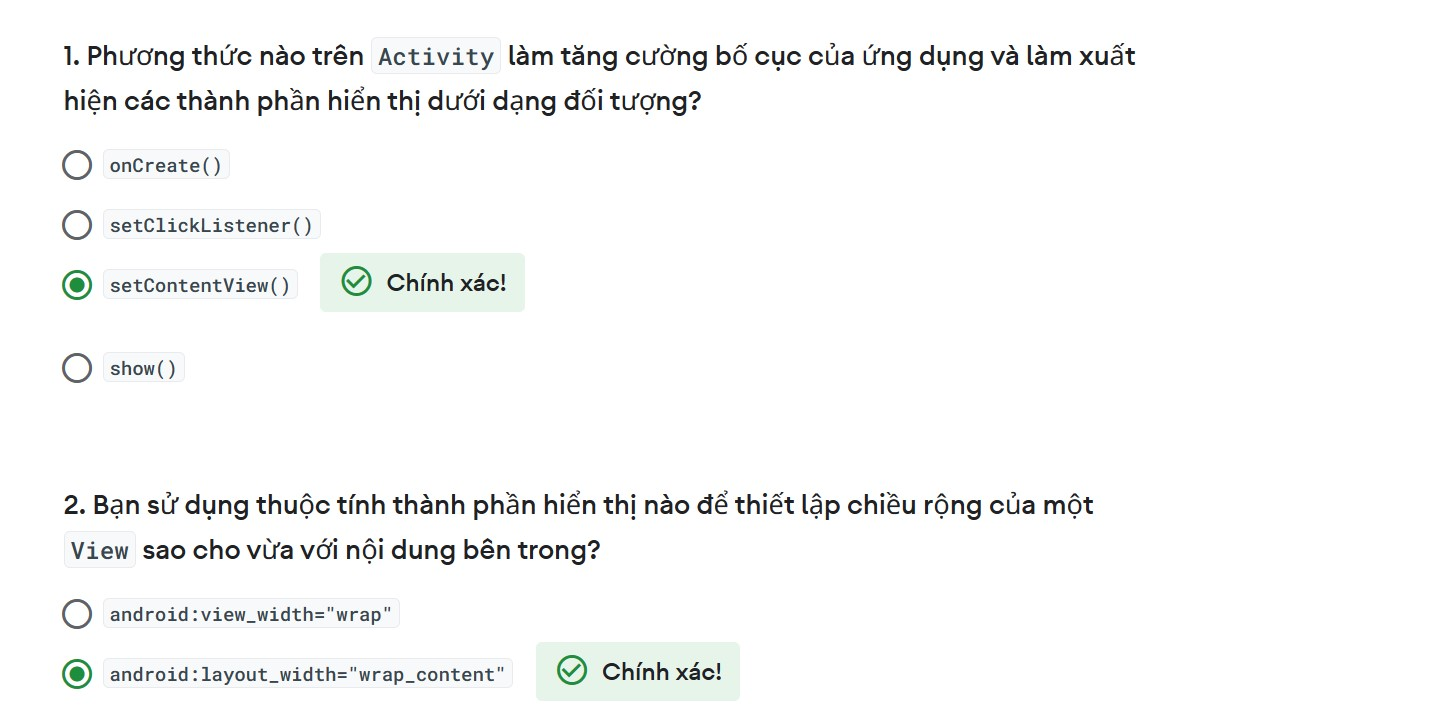 1. Phương thức nào trên Activity làm tăng cường bố cục của ứng dụng và làm xuất
hiện các thành phần hiển thị dưới dạng đối tượng?
onCreate()
setClickListener()
setContentView() Chính xác!
show()
2. Bạn sử dụng thuộc tính thành phần hiển thị nào để thiết lập chiều rộng của một
View sao cho vừa với nội dung bên trong?
android:view_width="wrap"
android:layout_width="wrap_content" Chính xác!